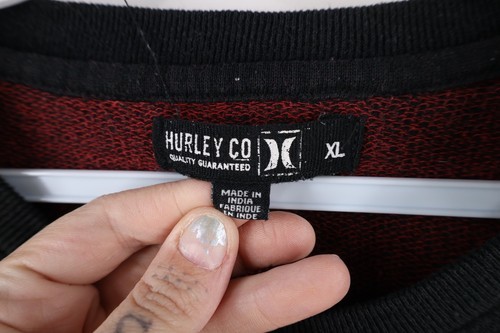 HURLEY CO
QUALITY GUARANTEED
XL
MADE IN
INDIA
FABRIQUE
EN INDE